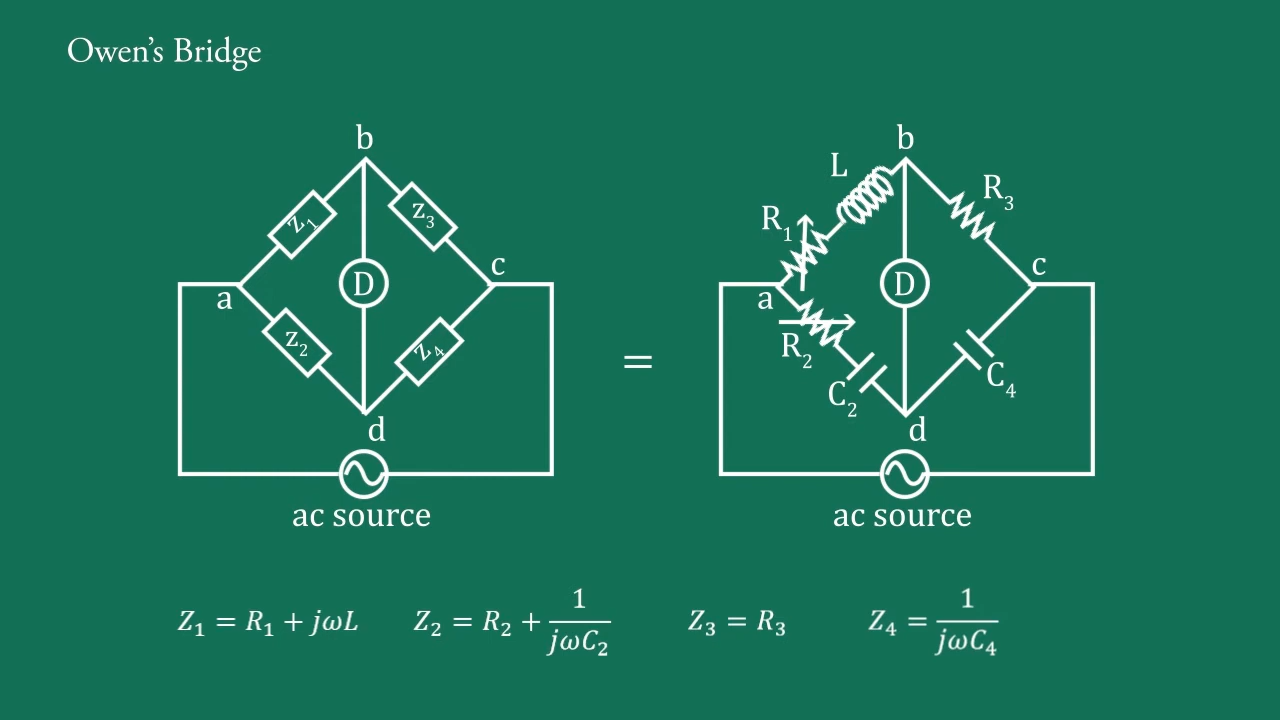 Owen's Bridge
b
z₁
z₃
D
a
c
z₂
z₄
d
ac source
=
b
L
R₁
R₃
D
a
c
R₂
C₂
C₄
d
ac source
Z₁ = R₁ + jωL
Z₂ = R₂ + 1/jωC₂
Z₃ = R₃
Z₄ = 1/jωC₄